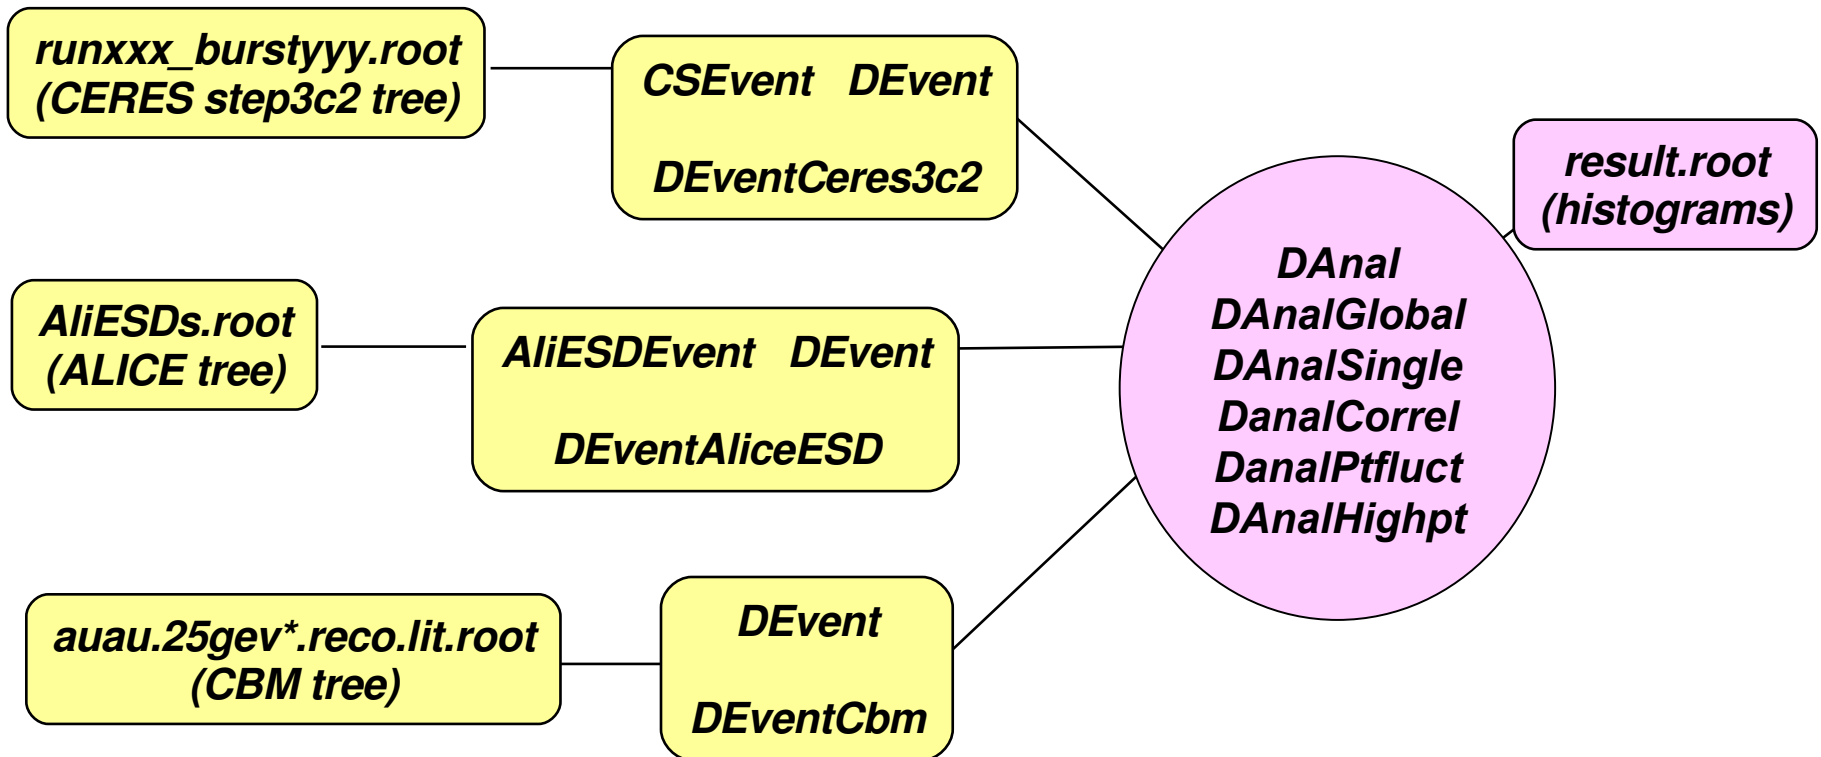 runxxx_burstyyy.root
(CERES step3c2 tree)
CSEvent DEvent
DEventCeres3c2
result.root
(histograms)
AliESDs.root
(ALICE tree)
AliESDEvent DEvent
DEventAliceESD
DAnal
DAnalGlobal
DAnalSingle
DanalCorrel
DanalPtfluct
DAnalHighpt
auau.25gev*.reco.lit.root
(CBM tree)
DEvent
DEventCbm